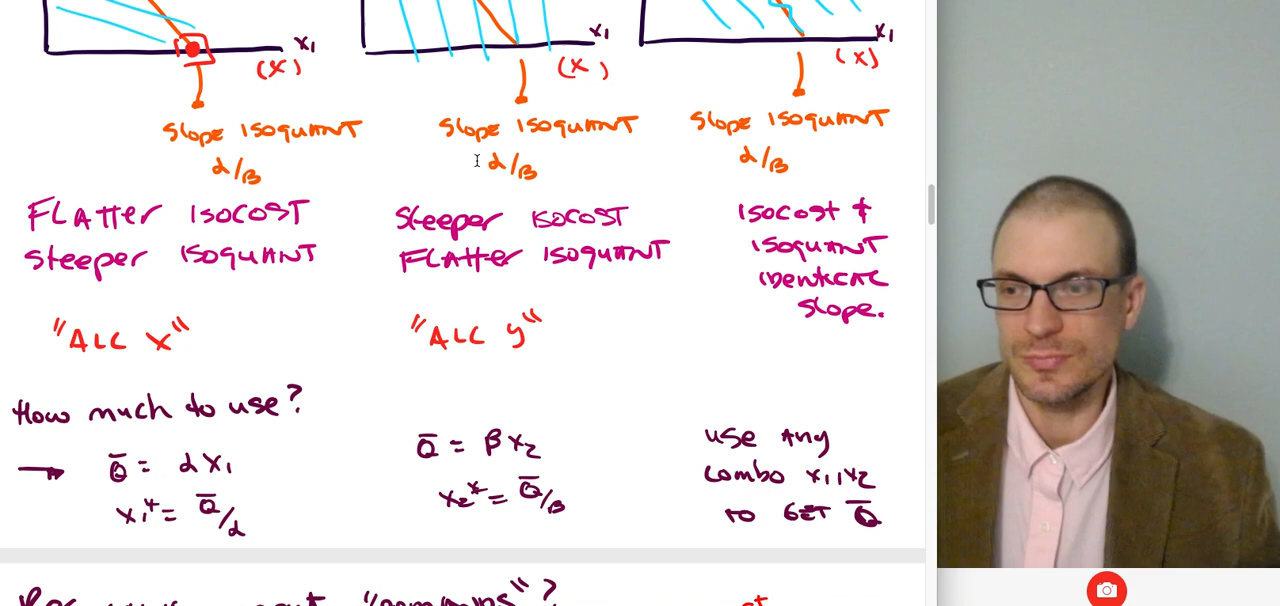 x₁
(x)
slope isoquant
α/β
Flatter isocost
steeper isoquant
"ALL x"
How much to use?
→ Q̄ = αx₁
x₁* = Q̄/α
x₁
(x)
slope isoquant
α/β
steeper isocost
Flatter isoquant
"ALL y"
Q̄ = βx₂
x₂* = Q̄/β
x₁
(x)
slope isoquant
α/β
isocost &
isoquant
identical
slope.
use any
combo x₁, x₂
to get Q̄